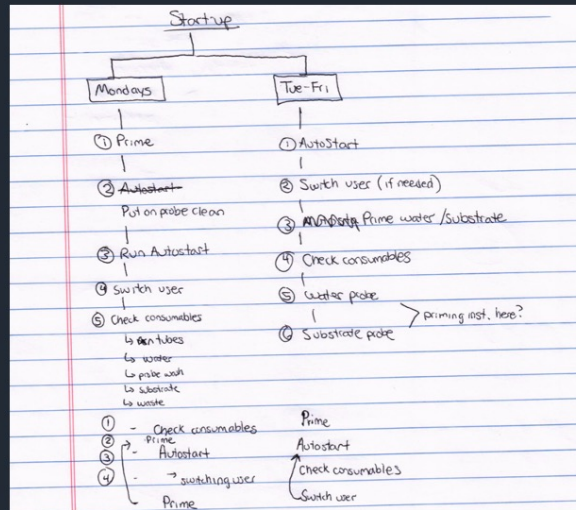 Start-up
Mondays
① Prime
② Autostart
Put on probe clean
③ Run Autostart
④ Switch user
⑤ Check consumables
↳ tubes
↳ water
↳ probe wash
↳ substrate
↳ waste
Tue-Fri
① AutoStart
② Switch user (if needed)
③ Prime water/substrate
④ Check consumables
⑤ Water probe
⑥ Substrate probe
priming inst. here?
① - Check consumables
② Prime
③ - Autostart
④ - → switching user
Prime
Prime
Autostart
Check consumables
Switch user